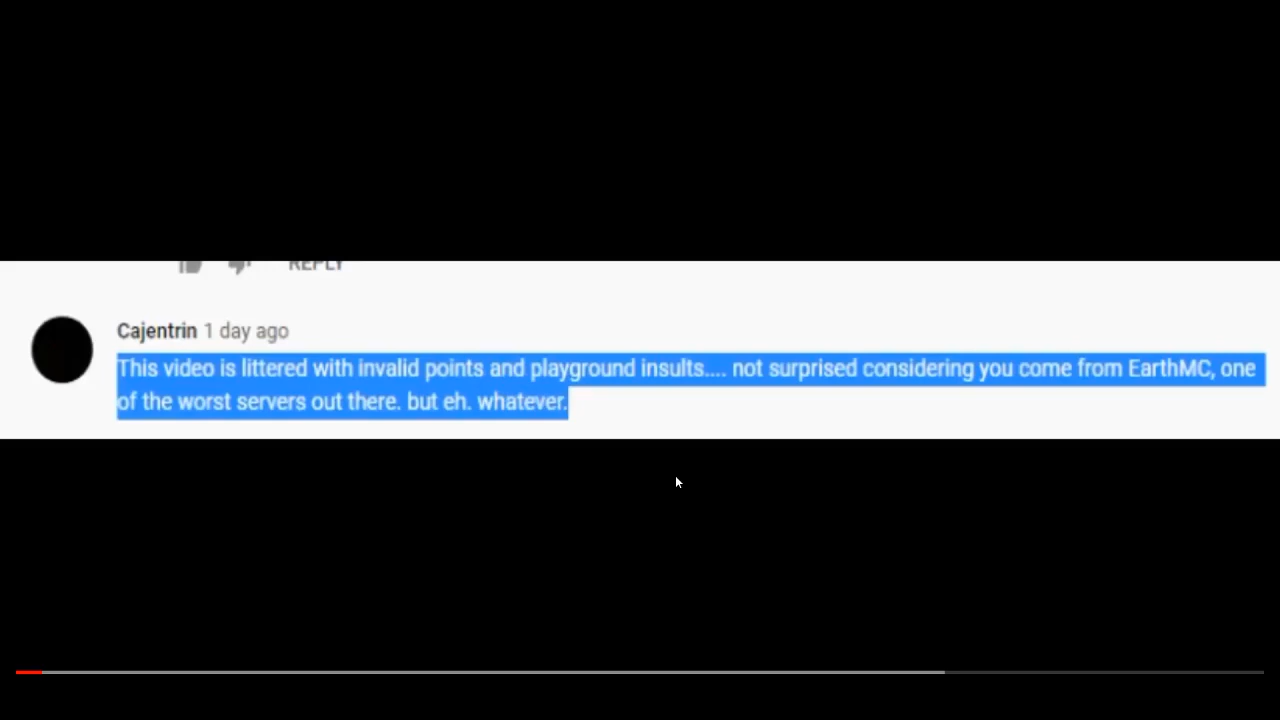 REPLY
Cajentrin 1 day ago
This video is littered with invalid points and playground insults.... not surprised considering you come from EarthMC, one
of the worst servers out there. but eh. whatever.